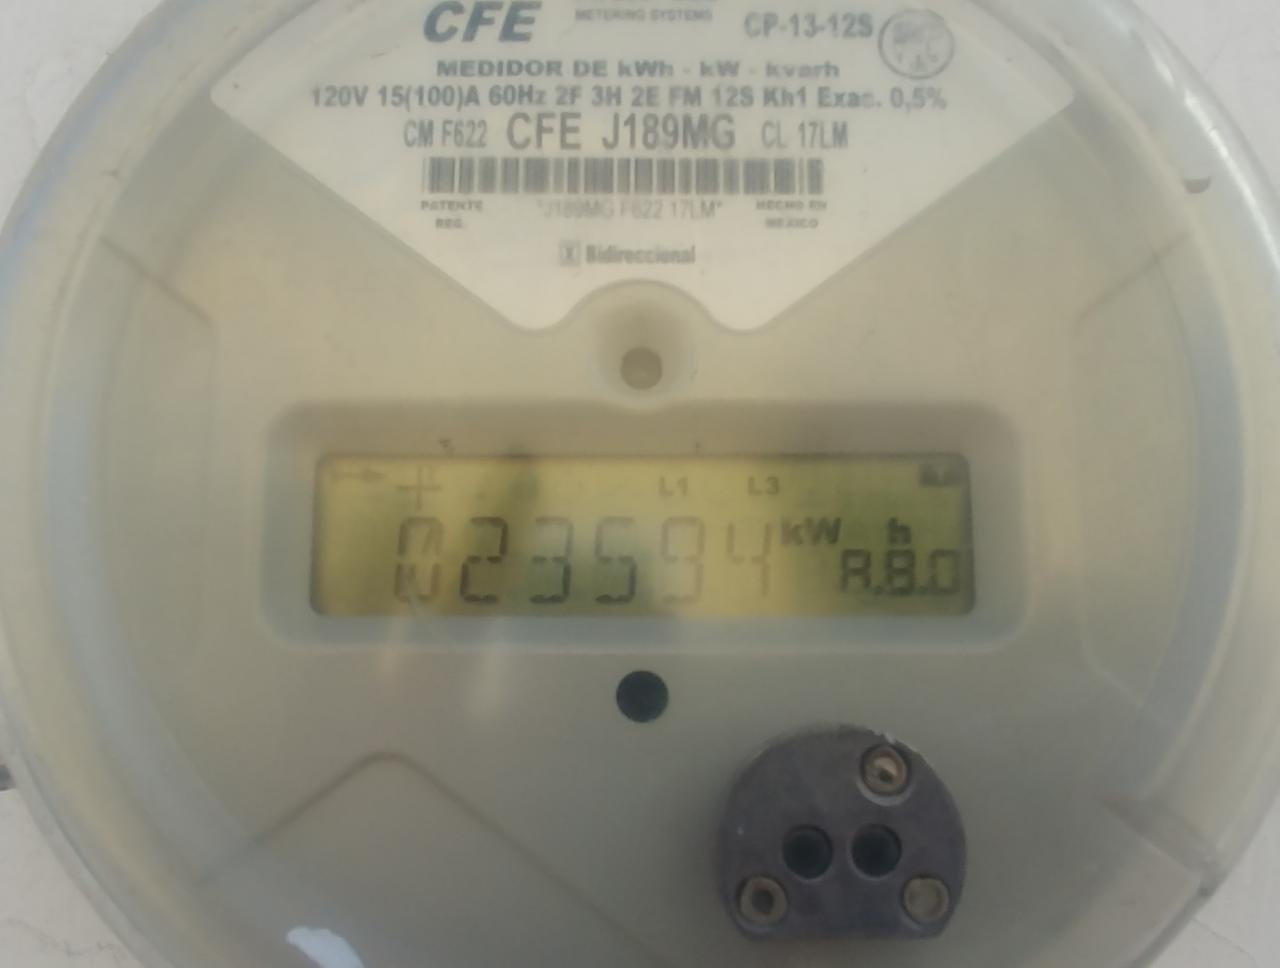 CFE
METERING SYSTEMS
CP-13-12S
MEDIDOR DE kWh - kW - kvarh
120V 15(100)A 60Hz 2F 3H 2E FM 12S Kh1 Exac. 0,5%
CM F622 CFE J189MG CL 17LM
PATENTE REG.
*J189MG F622 17LM*
HECHO EN MEXICO
X Bidireccional
L1 L3
023594 kW h